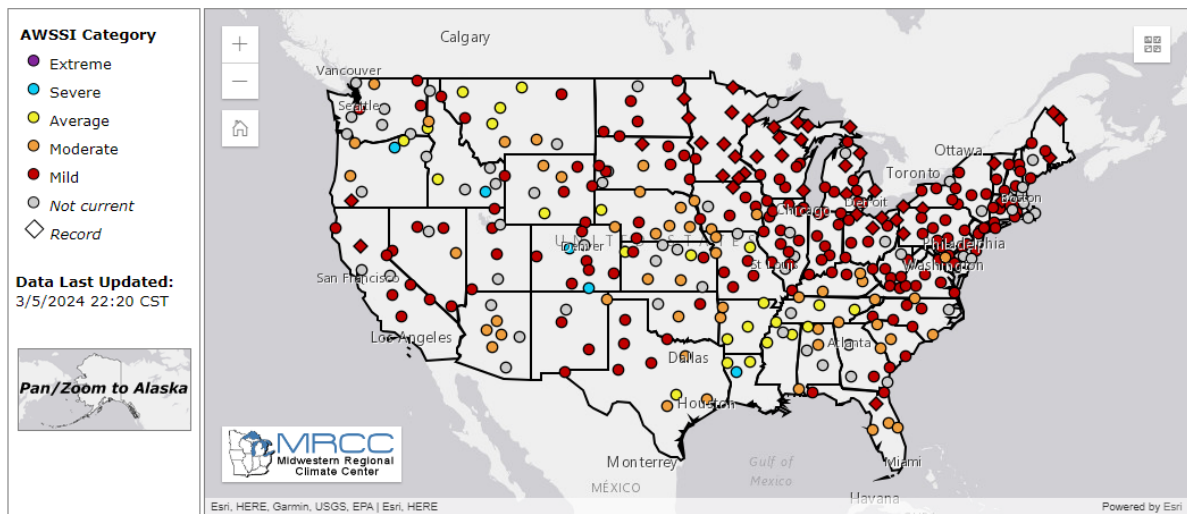 AWSSI Category
Extreme
Severe
Average
Moderate
Mild
Not current
Record
Data Last Updated:
3/5/2024 22:20 CST
Pan/Zoom to Alaska
+
−
Calgary
Vancouver
Seattle
Ottawa
Toronto
Boston
Detroit
Chicago
UNITED STATES
Denver
Philadelphia
Washington
St Louis
San Francisco
Los Angeles
Atlanta
Dallas
Houston
Monterrey
Miami
Gulf of
Mexico
MÉXICO
Havana
MRCC
Midwestern Regional
Climate Center
Esri, HERE, Garmin, USGS, EPA | Esri, HERE
Powered by Esri